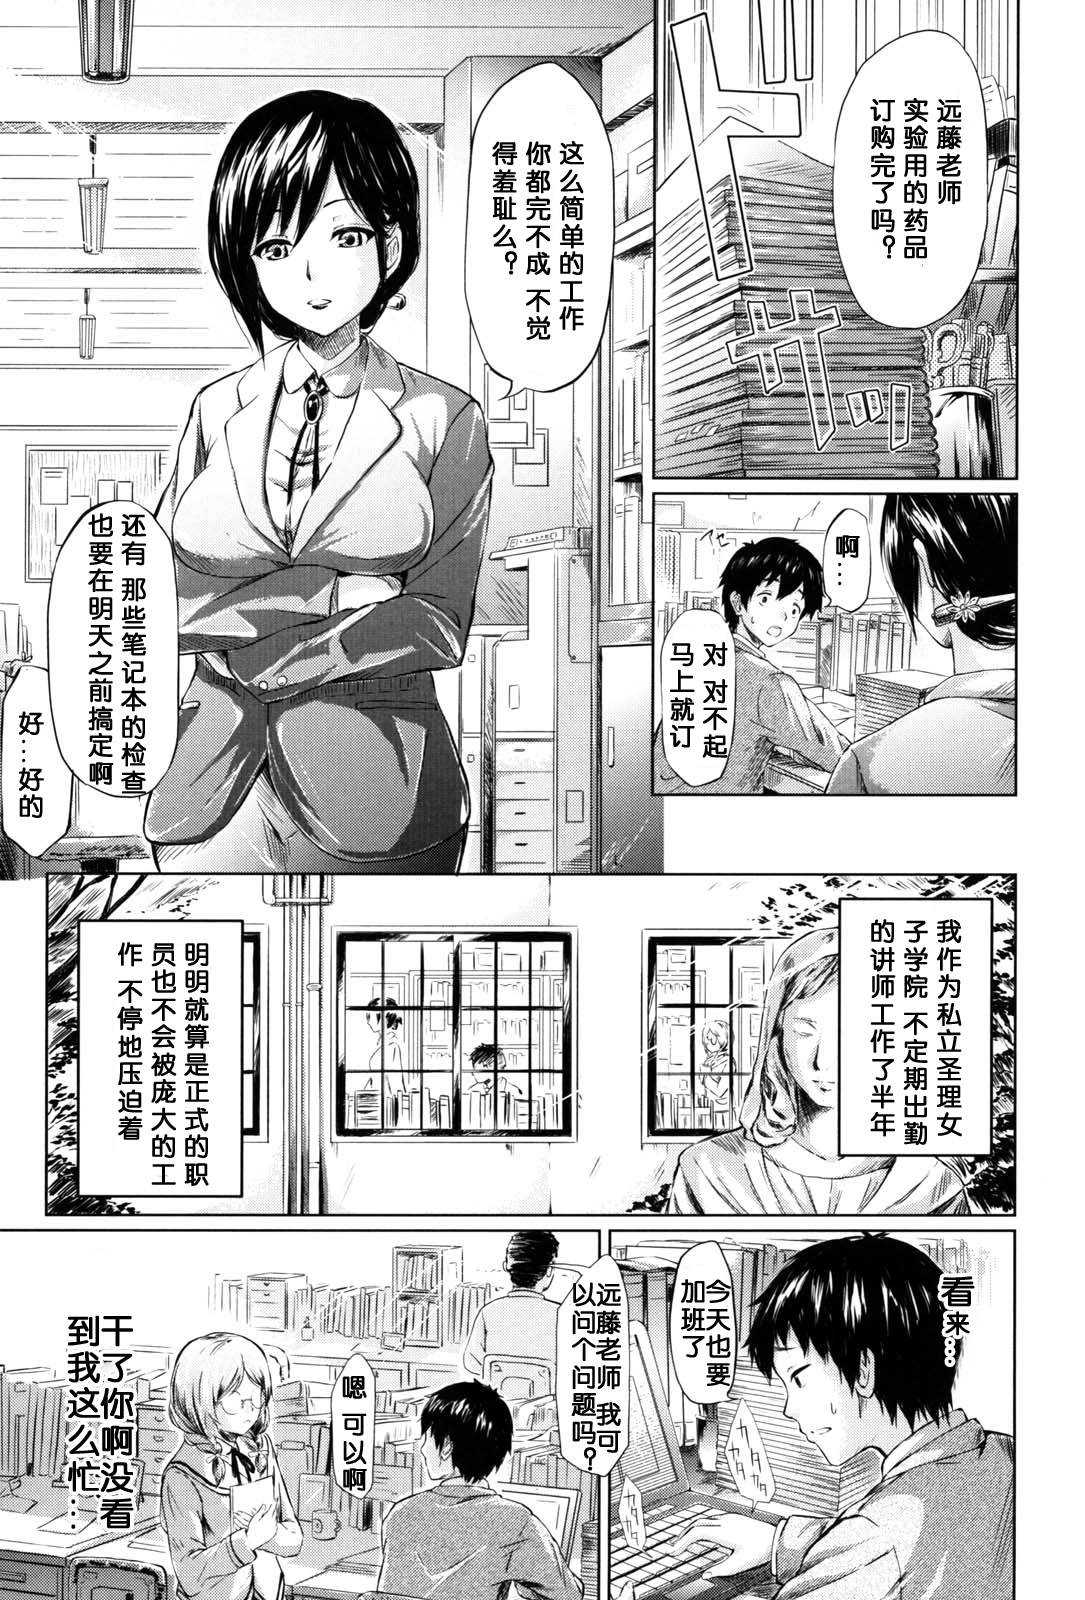 远藤老师
实验用的药品
订购完了吗？
ドサッ
啊…
对 对不起
马上就订
这么简单的工作
你都完不成 不觉
得羞耻么？
还有 那些笔记本的检查
也要在明天之前搞定啊
好…好的
我作为私立圣理女
子学院 不定期出勤
的讲师工作了半年
明明就算是正式的职
员也不会被庞大的工
作 不停地压迫着
看来…
今天也要
加班了
远藤老师 我可
以问个问题吗？
嗯 可以啊
干了你啊没看
到我这么忙…